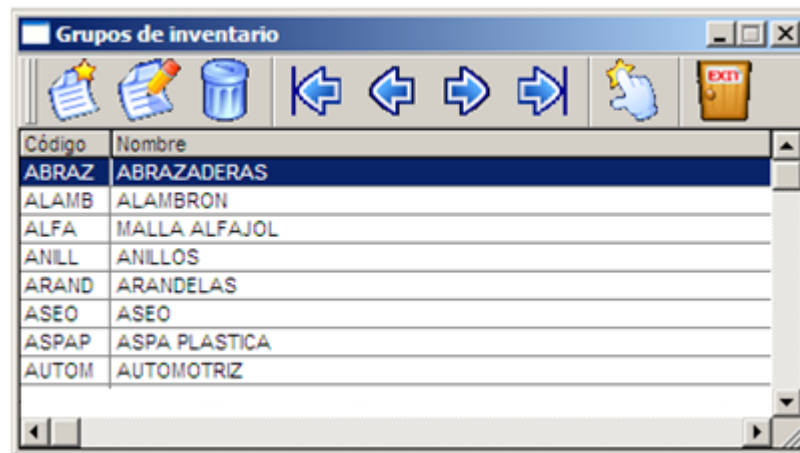 Grupos de inventario
EXIT
Código Nombre
ABRAZ ABRAZADERAS
ALAMB ALAMBRON
ALFA MALLA ALFAJOL
ANILL ANILLOS
ARAND ARANDELAS
ASEO ASEO
ASPAP ASPA PLASTICA
AUTOM AUTOMOTRIZ